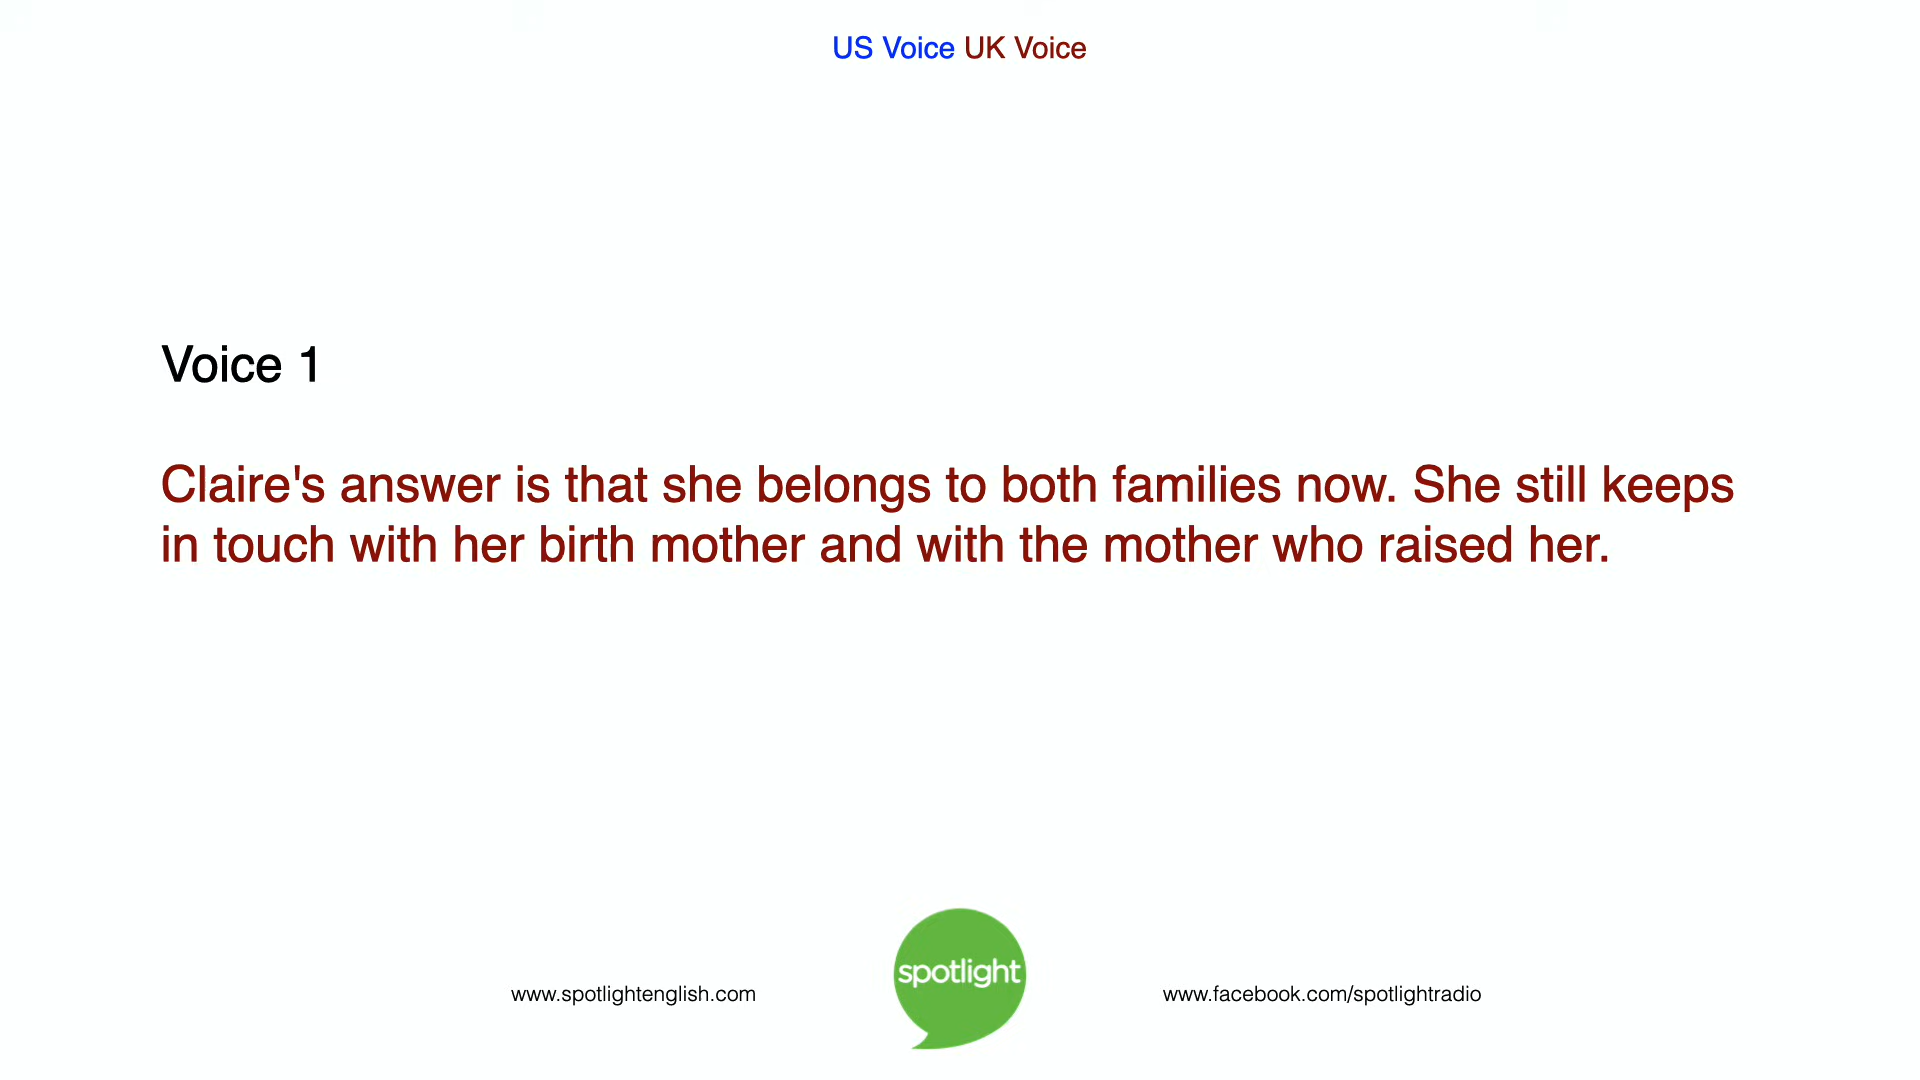 US Voice UK Voice
Voice 1
Claire's answer is that she belongs to both families now. She still keeps
in touch with her birth mother and with the mother who raised her.
spotlight
www.spotlightenglish.com
www.facebook.com/spotlightradio